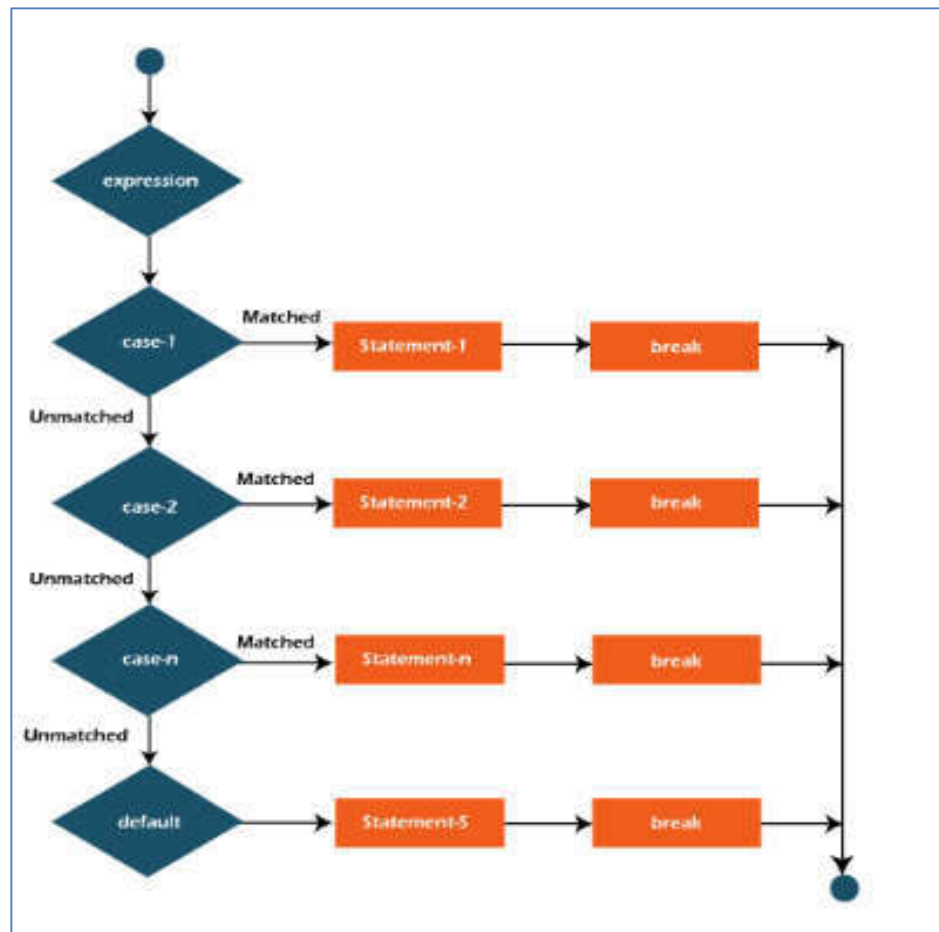 expression
Matched
case-1
Statement-1
break
Unmatched
Matched
case-2
Statement-2
break
Unmatched
Matched
case-n
Statement-n
break
Unmatched
default
Statement-S
break